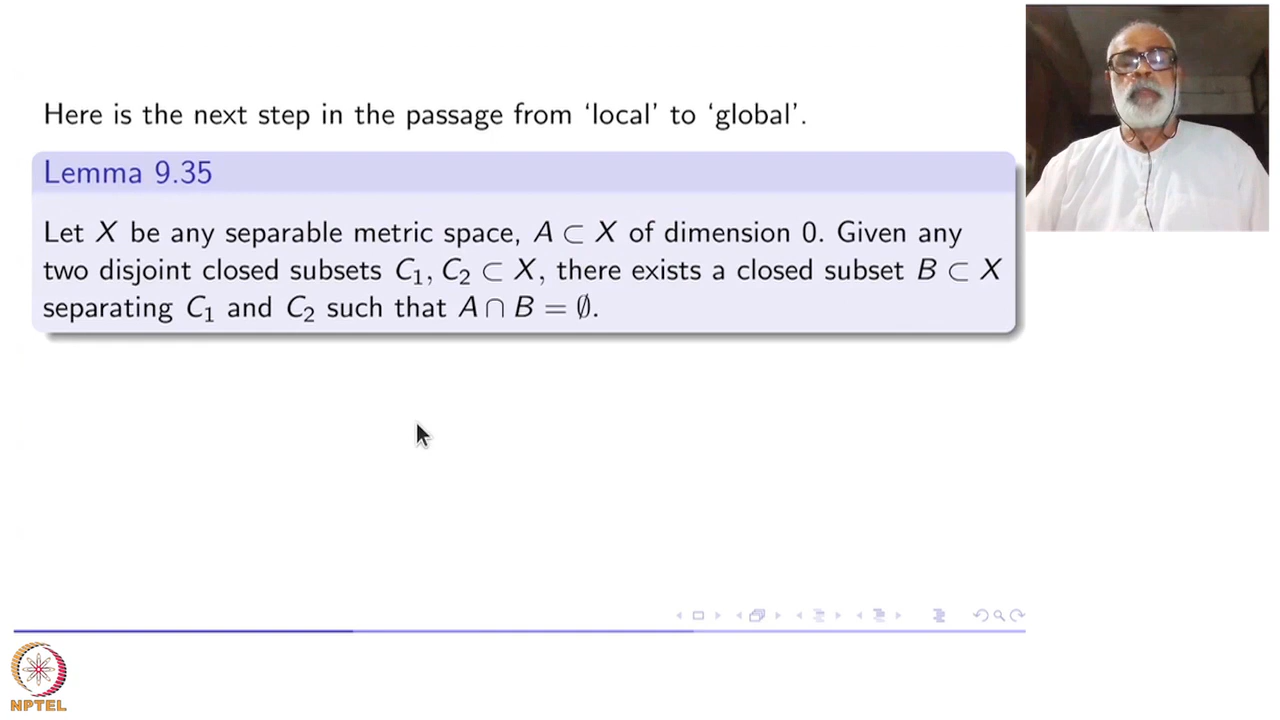 Here is the next step in the passage from ‘local’ to ‘global’.
Lemma 9.35
Let X be any separable metric space, A ⊂ X of dimension 0. Given any
two disjoint closed subsets C₁, C₂ ⊂ X, there exists a closed subset B ⊂ X
separating C₁ and C₂ such that A ∩ B = ∅.
NPTEL